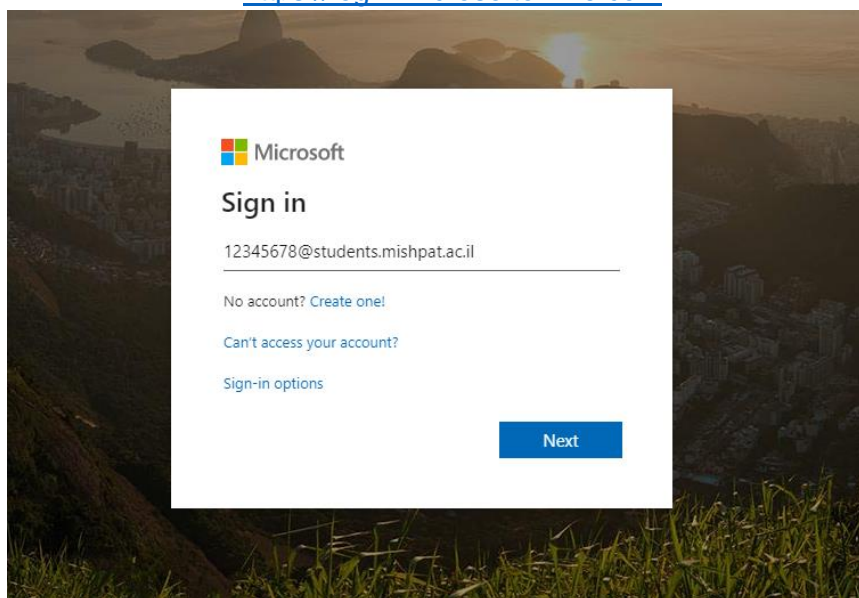 Microsoft
Sign in
12345678@students.mishpat.ac.il
No account? Create one!
Can't access your account?
Sign-in options
Next